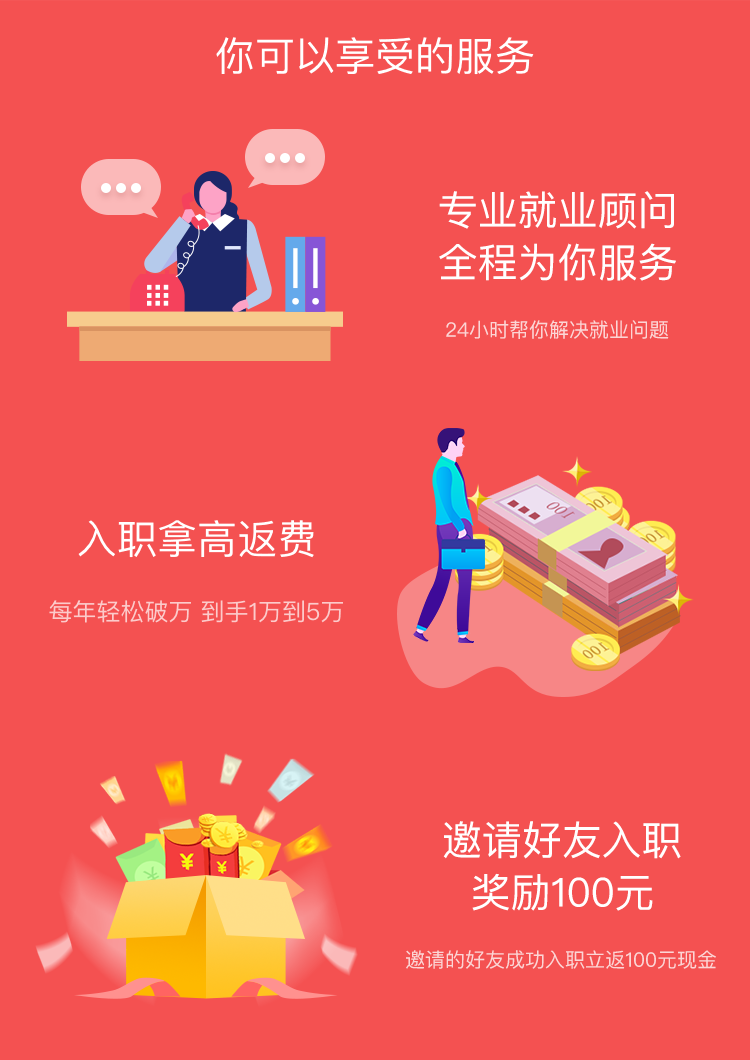 你可以享受的服务
专业就业顾问
全程为你服务
24小时帮你解决就业问题
100
100
100
入职拿高返费
每年轻松破万 到手1万到5万
100
¥
¥
¥
¥
¥
邀请好友入职
奖励100元
邀请的好友成功入职立返100元现金